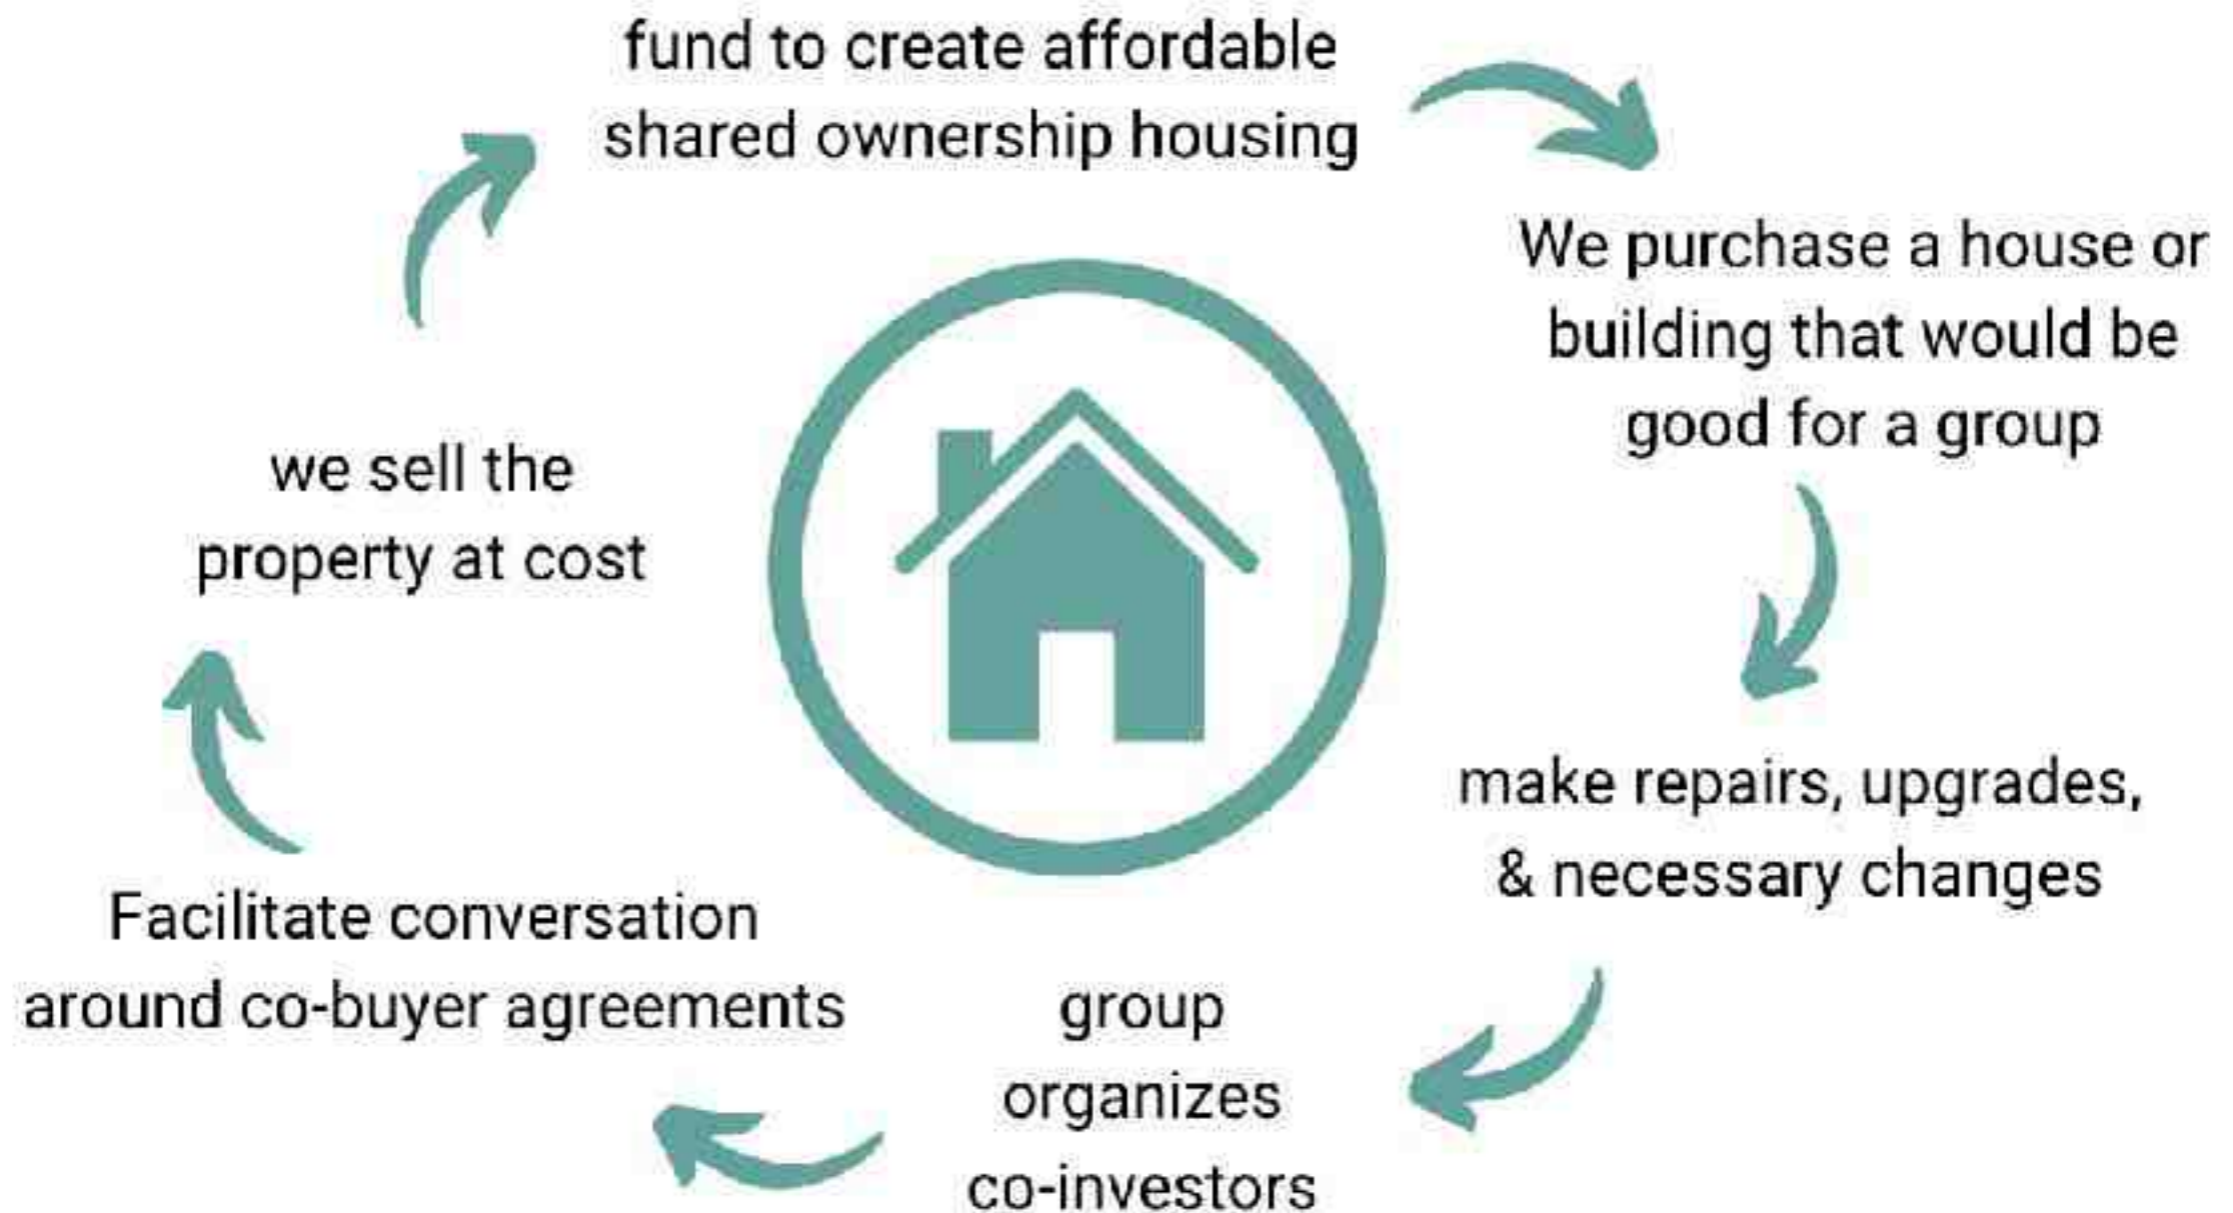 fund to create affordable
shared ownership housing
We purchase a house or
building that would be
good for a group
make repairs, upgrades,
& necessary changes
group
organizes
co-investors
Facilitate conversation
around co-buyer agreements
we sell the
property at cost